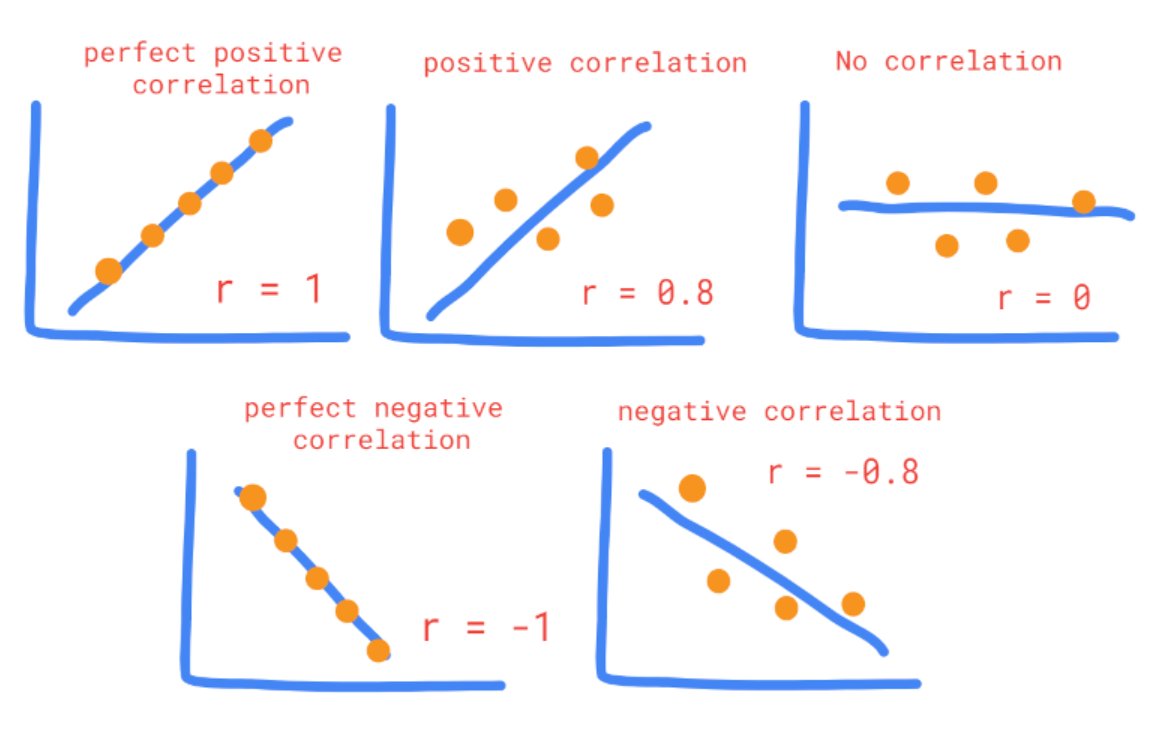 perfect positive
correlation
r = 1
positive correlation
r = 0.8
No correlation
r = 0
perfect negative
correlation
r = -1
negative correlation
r = -0.8